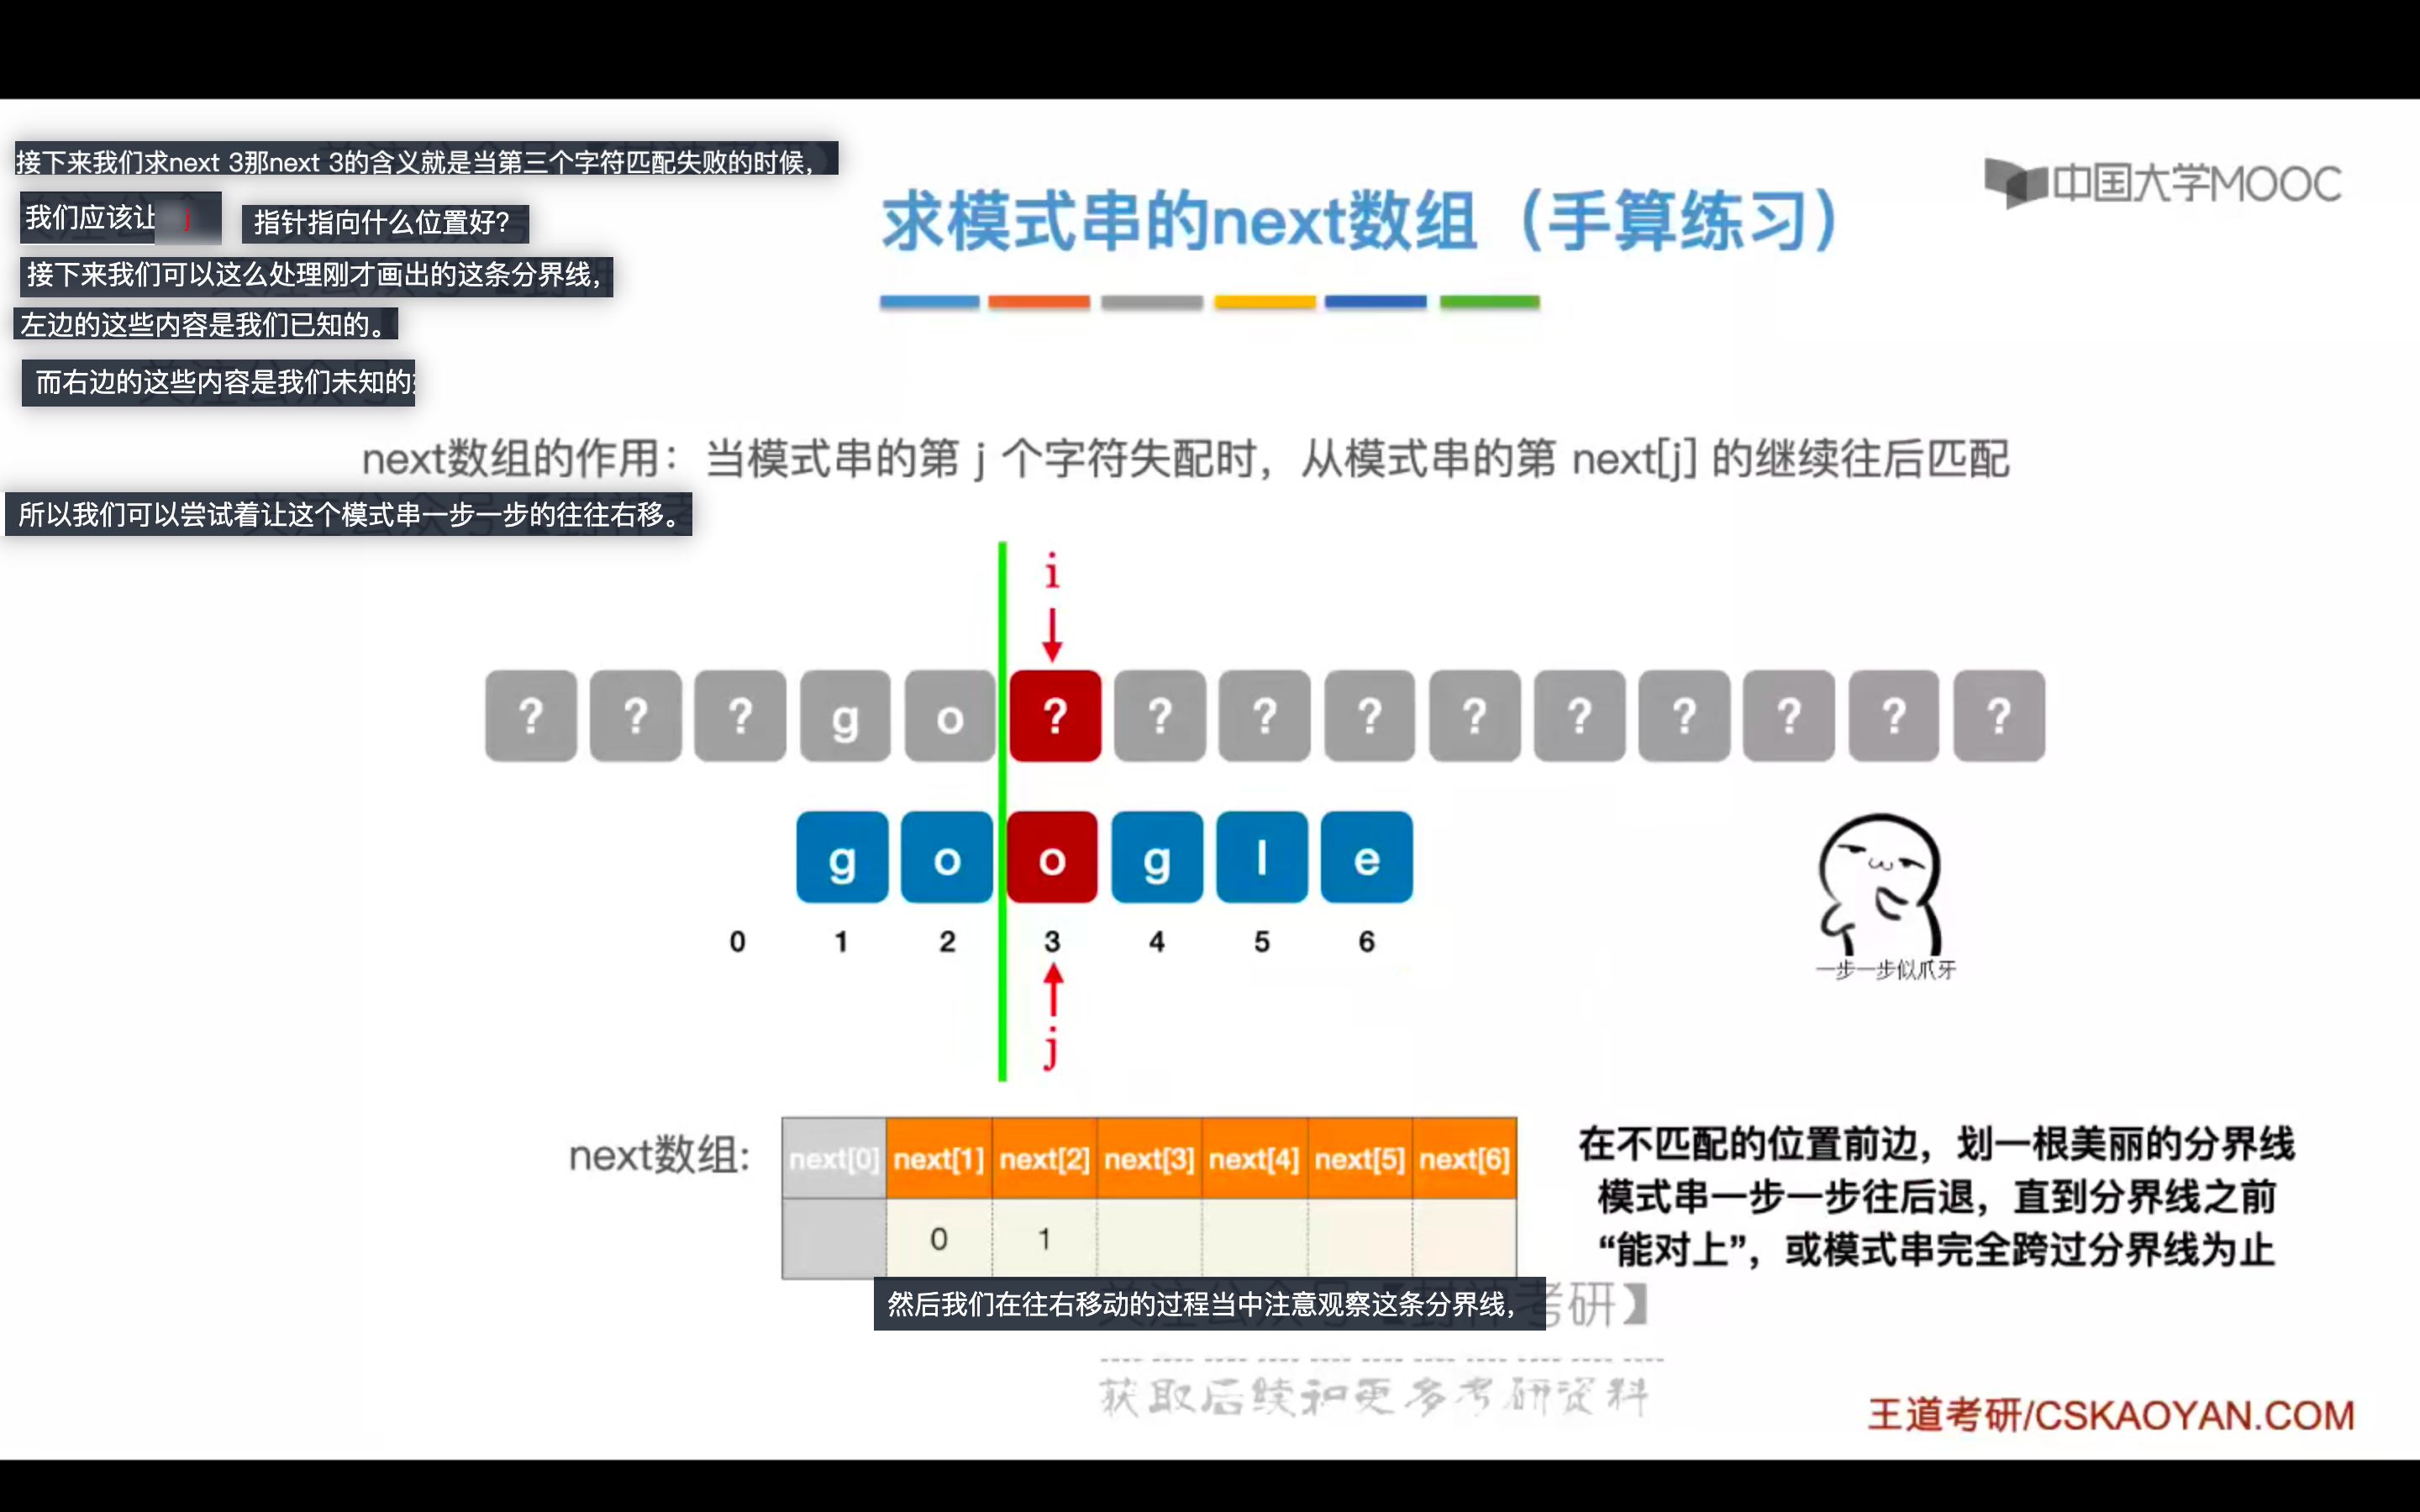 接下来我们求next 3那next 3的含义就是当第三个字符匹配失败的时候，
我们应该让 j 指针指向什么位置好？
接下来我们可以这么处理刚才画出的这条分界线，
左边的这些内容是我们已知的。
而右边的这些内容是我们未知的
中国大学MOOC
求模式串的next数组（手算练习）
next数组的作用：当模式串的第 j 个字符失配时，从模式串的第 next[j] 的继续往后匹配
所以我们可以尝试着让这个模式串一步一步的往往右移。
i
? ? ? g o ? ? ? ? ? ? ? ? ? ?
g o o g l e
0 1 2 3 4 5 6
j
一步一步似爪牙
next数组:
next[0] next[1] next[2] next[3] next[4] next[5] next[6]
0 1
在不匹配的位置前边，划一根美丽的分界线
模式串一步一步往后退，直到分界线之前
“能对上”，或模式串完全跨过分界线为止
然后我们在往右移动的过程当中注意观察这条分界线，
考研】
获取后续和更多考研资料
王道考研/CSKAOYAN.COM